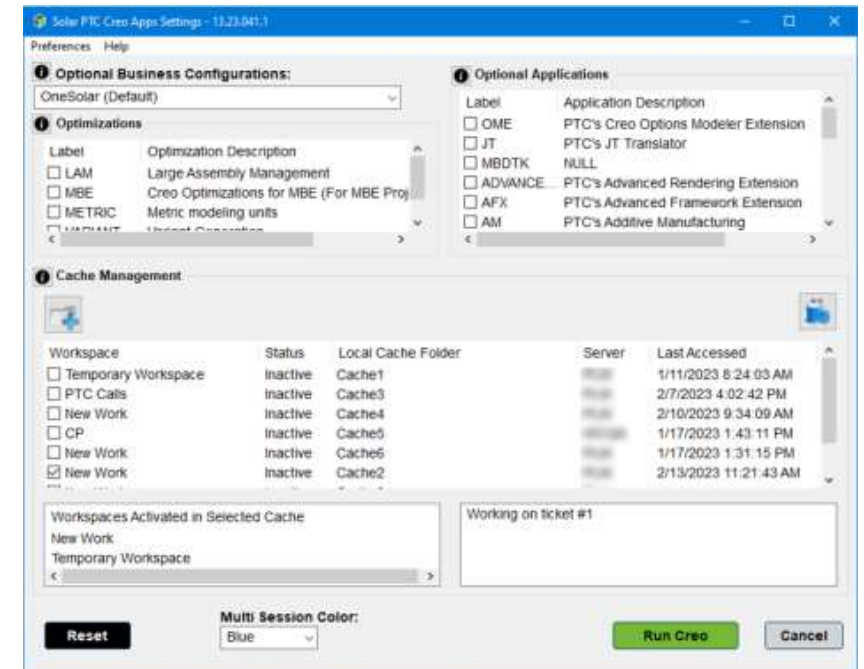 Solar PTC Creo Apps Settings - 13.23.041.1
Preferences Help
Optional Business Configurations:
OneSolar (Default)
Optimizations
Label Optimization Description
LAM Large Assembly Management
MBE Creo Optimizations for MBE (For MBE Proj
METRIC Metric modeling units
VARIANT Variant Generation
Optional Applications
Label Application Description
OME PTC's Creo Options Modeler Extension
JT PTC's JT Translator
MBDTK NULL
ADVANCE... PTC's Advanced Rendering Extension
AFX PTC's Advanced Framework Extension
AM PTC's Additive Manufacturing
Cache Management
Workspace Status Local Cache Folder Server Last Accessed
Temporary Workspace Inactive Cache1 1/11/2023 8:24:03 AM
PTC Calls Inactive Cache3 2/7/2023 4:02:42 PM
New Work Inactive Cache4 2/10/2023 9:34:09 AM
CP Inactive Cache5 1/17/2023 1:43:11 PM
New Work Inactive Cache6 1/17/2023 1:31:15 PM
New Work Inactive Cache2 2/13/2023 11:21:43 AM
Workspaces Activated in Selected Cache
New Work
Temporary Workspace
Working on ticket #1
Multi Session Color:
Reset Blue Run Creo Cancel